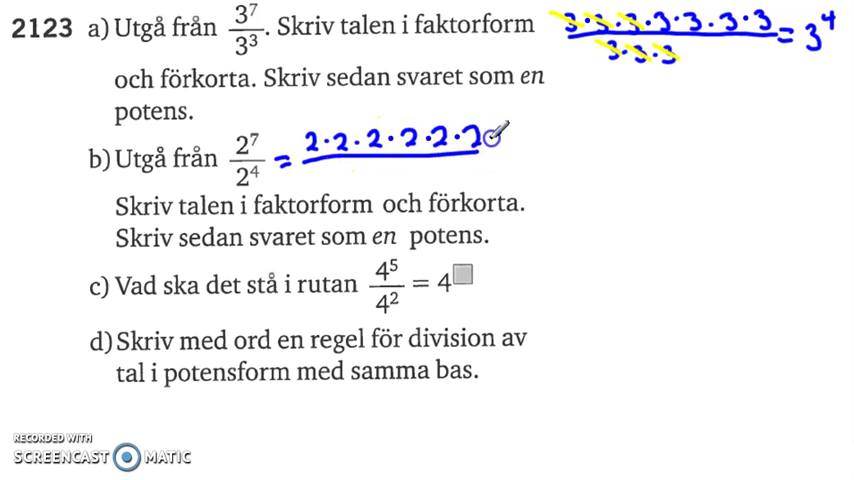 2123 a) Utgå från 3⁷/3³. Skriv talen i faktorform
och förkorta. Skriv sedan svaret som en
potens.
3·3·3·3·3·3·3/3·3·3 = 3⁴
b) Utgå från 2⁷/2⁴ = 2·2·2·2·2·2
Skriv talen i faktorform och förkorta.
Skriv sedan svaret som en potens.
c) Vad ska det stå i rutan 4⁵/4² = 4□
d) Skriv med ord en regel för division av
tal i potensform med samma bas.
RECORDED WITH
SCREENCAST MATIC